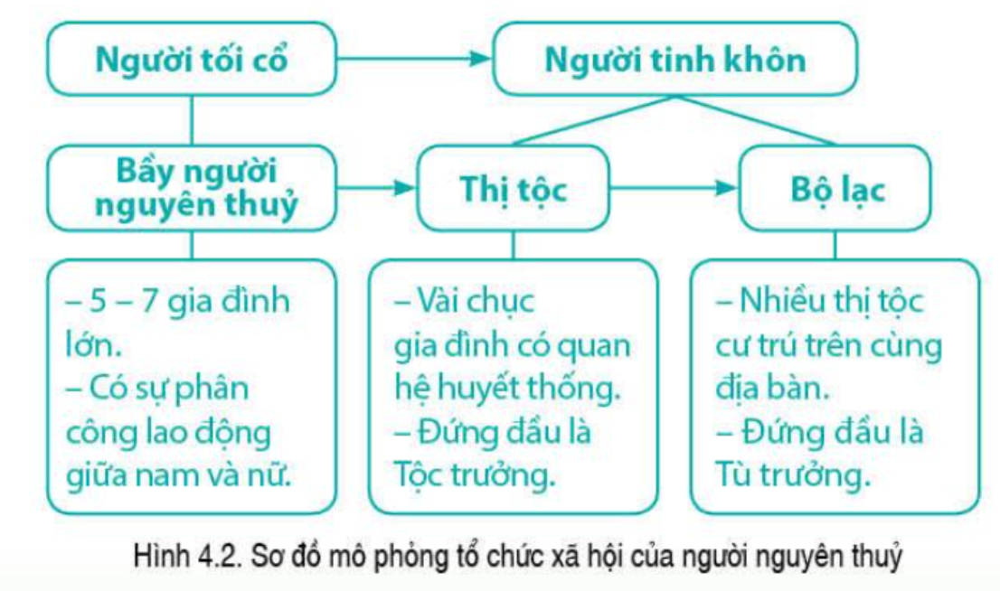 Người tối cổ
Người tinh khôn
Bầy người
nguyên thuỷ
Thị tộc
Bộ lạc
– 5 – 7 gia đình
lớn.
– Có sự phân
công lao động
giữa nam và nữ.
– Vài chục
gia đình có quan
hệ huyết thống.
– Đứng đầu là
Tộc trưởng.
– Nhiều thị tộc
cư trú trên cùng
địa bàn.
– Đứng đầu là
Tù trưởng.
Hình 4.2. Sơ đồ mô phỏng tổ chức xã hội của người nguyên thuỷ